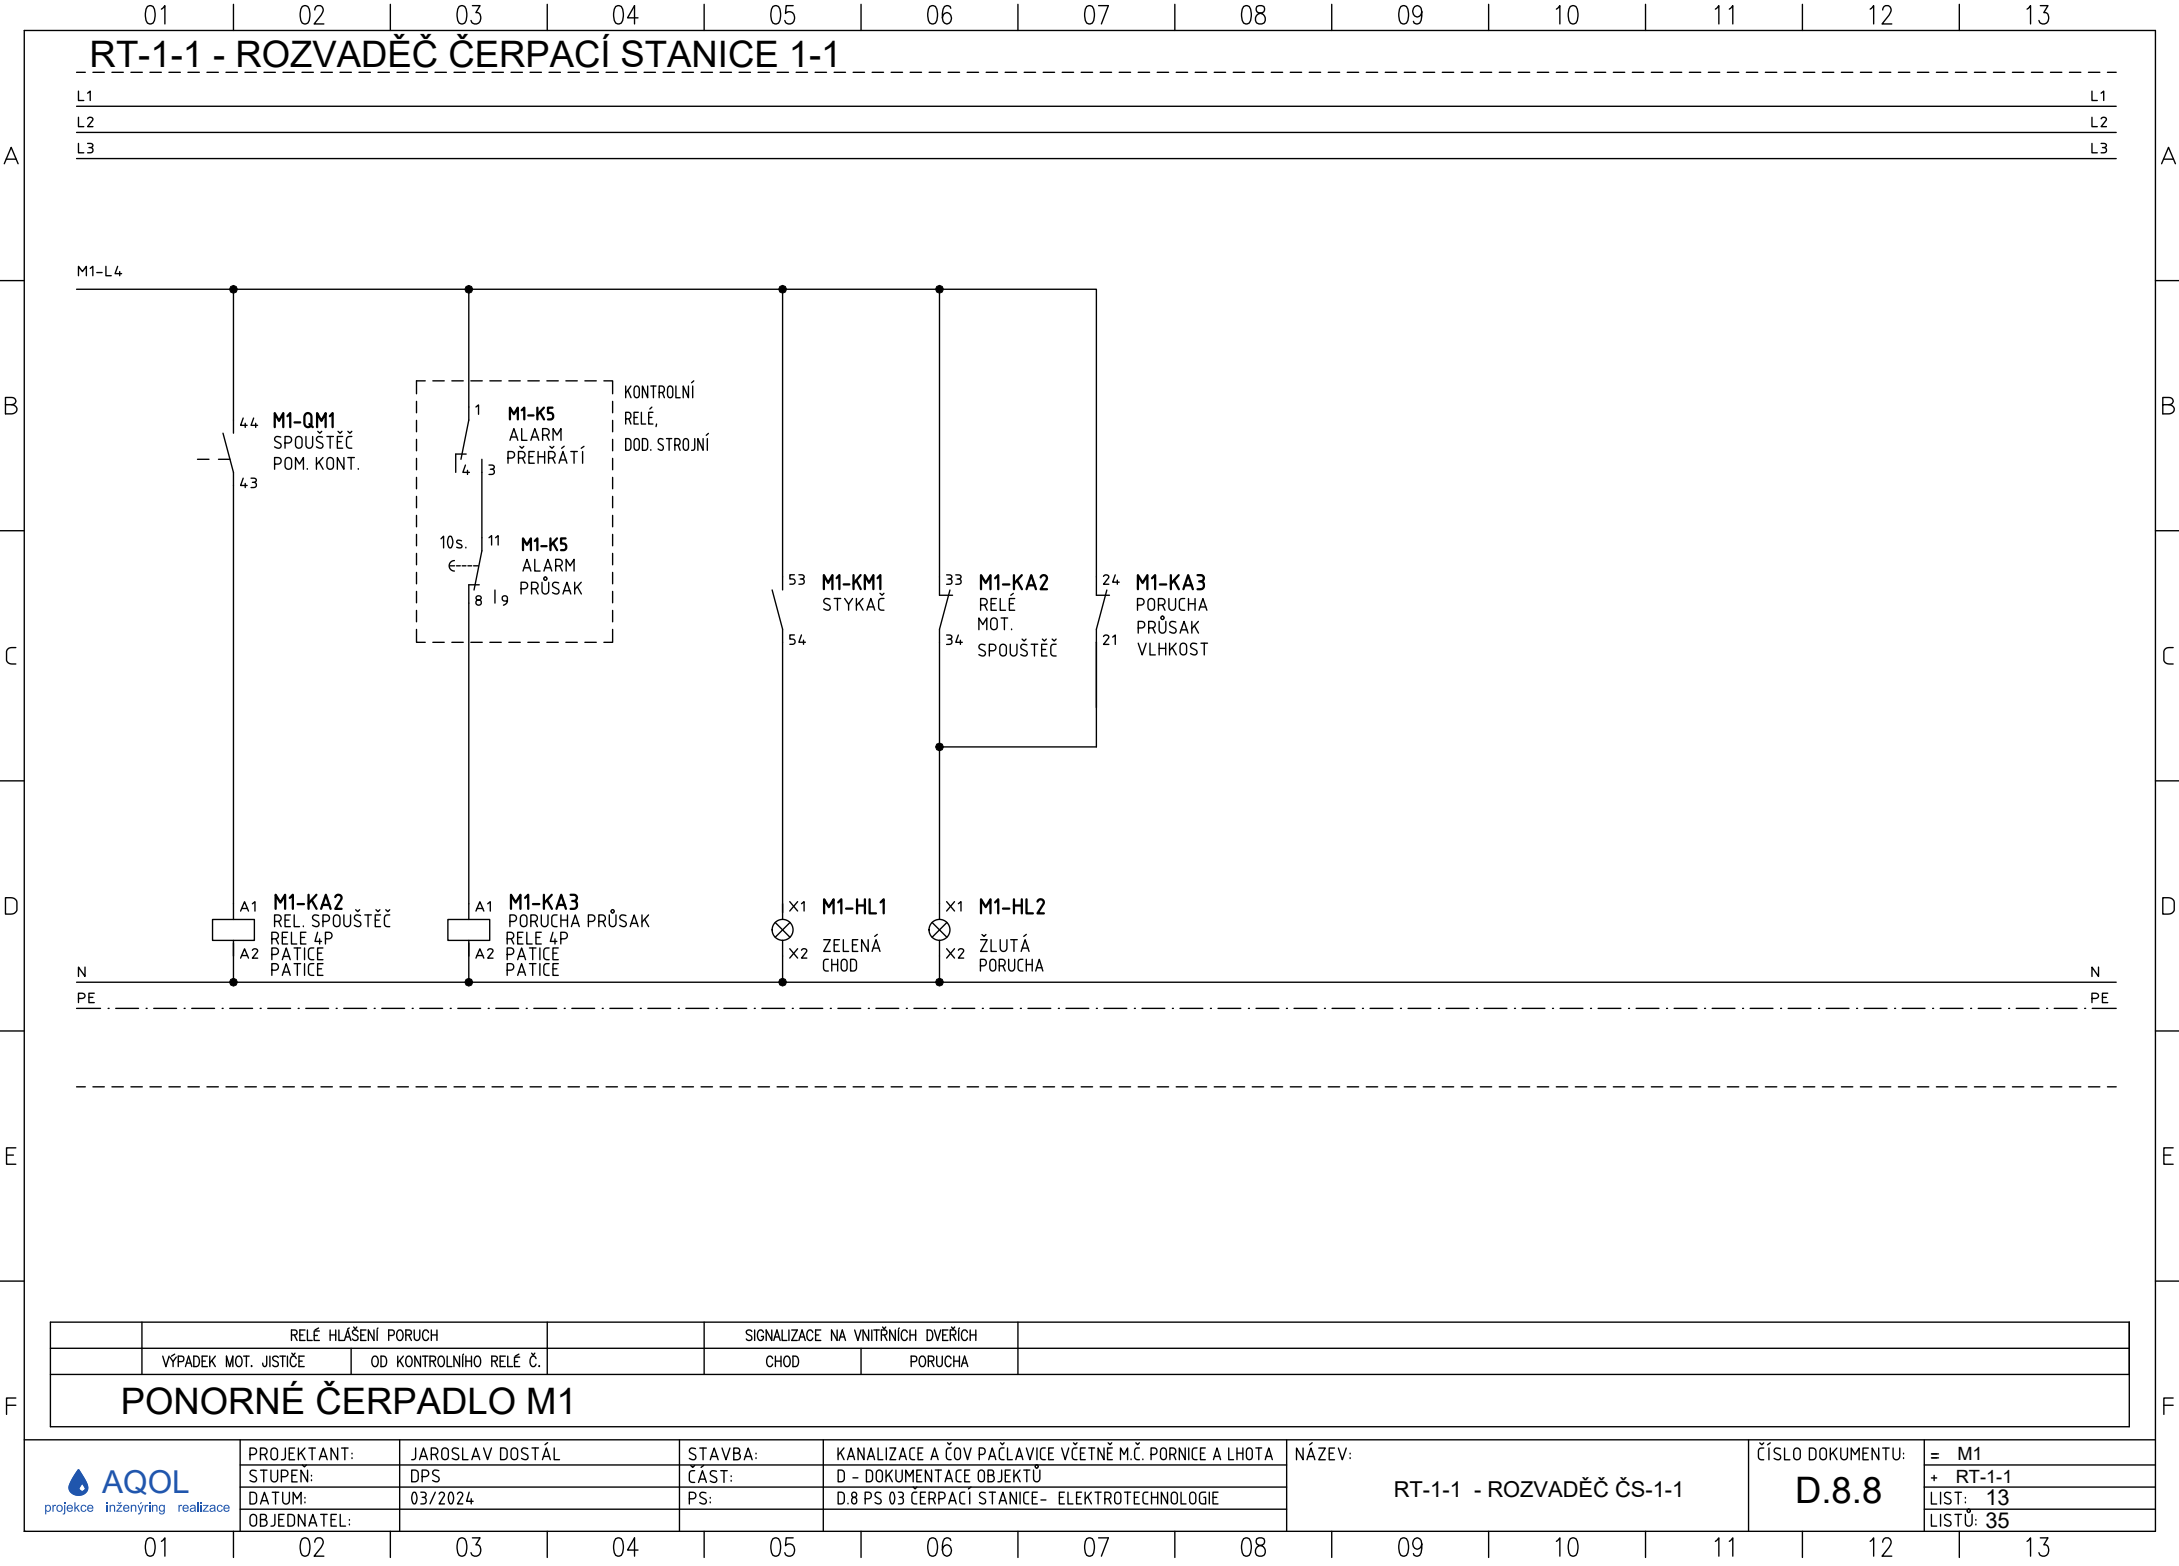 01 02 03 04 05 06 07 08 09 10 11 12 13
RT-1-1 - ROZVADĚČ ČERPACÍ STANICE 1-1
L1 L1
L2 L2
L3 L3
A A
M1-L4
B B
44 M1-QM1
SPOUŠTĚČ
POM. KONT.
43
1 M1-K5
ALARM
PŘEHŘÁTÍ
4 3
KONTROLNÍ
RELÉ,
DOD. STROJNÍ
10s. 11 M1-K5
ALARM
PRŮSAK
8 9
53 M1-KM1
STYKAČ
54
33 M1-KA2
RELÉ
MOT.
34 SPOUŠTĚČ
24 M1-KA3
PORUCHA
PRŮSAK
21 VLHKOST
C C
D D
A1 M1-KA2
REL. SPOUŠTĚČ
RELE 4P
A2 PATICE
PATICE
A1 M1-KA3
PORUCHA PRŮSAK
RELE 4P
A2 PATICE
PATICE
X1 M1-HL1
ZELENÁ
X2 CHOD
X1 M1-HL2
ŽLUTÁ
X2 PORUCHA
N N
PE PE
E E
RELÉ HLÁŠENÍ PORUCH SIGNALIZACE NA VNITŘNÍCH DVEŘÍCH
VÝPADEK MOT. JISTIČE OD KONTROLNÍHO RELÉ Č. CHOD PORUCHA
PONORNÉ ČERPADLO M1
F F
AQOL
projekce inženýring realizace
PROJEKTANT: JAROSLAV DOSTÁL
STUPEŇ: DPS
DATUM: 03/2024
OBJEDNATEL:
STAVBA: KANALIZACE A ČOV PAČLAVICE VČETNĚ M.Č. PORNICE A LHOTA
ČÁST: D - DOKUMENTACE OBJEKTŮ
PS: D.8 PS 03 ČERPACÍ STANICE- ELEKTROTECHNOLOGIE
NÁZEV:
RT-1-1 - ROZVADĚČ ČS-1-1
ČÍSLO DOKUMENTU:
D.8.8
= M1
+ RT-1-1
LIST: 13
LISTŮ: 35
01 02 03 04 05 06 07 08 09 10 11 12 13